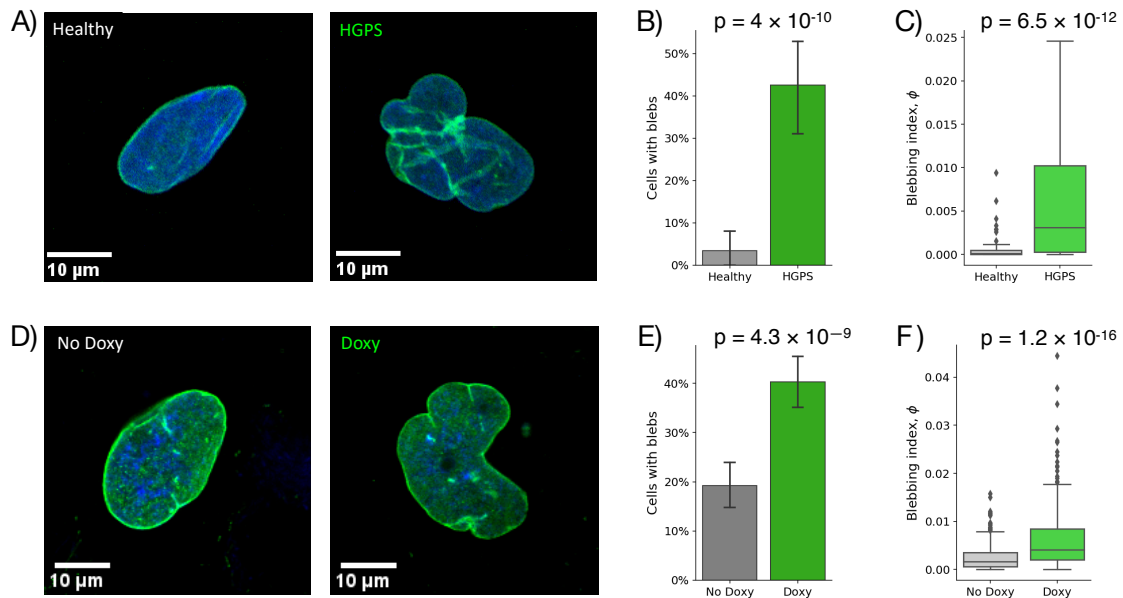 A)
Healthy
10 µm
HGPS
10 µm
B)
p = 4 × 10-10
Cells with blebs
50%
40%
30%
20%
10%
0%
Healthy
HGPS
C)
p = 6.5 × 10-12
Blebbing index, ϕ
0.025
0.020
0.015
0.010
0.005
0.000
Healthy
HGPS
D)
No Doxy
10 µm
Doxy
10 µm
E)
p = 4.3 × 10−9
Cells with blebs
40%
30%
20%
10%
0%
No Doxy
Doxy
F)
p = 1.2 × 10-16
Blebbing index, ϕ
0.04
0.03
0.02
0.01
0.00
No Doxy
Doxy